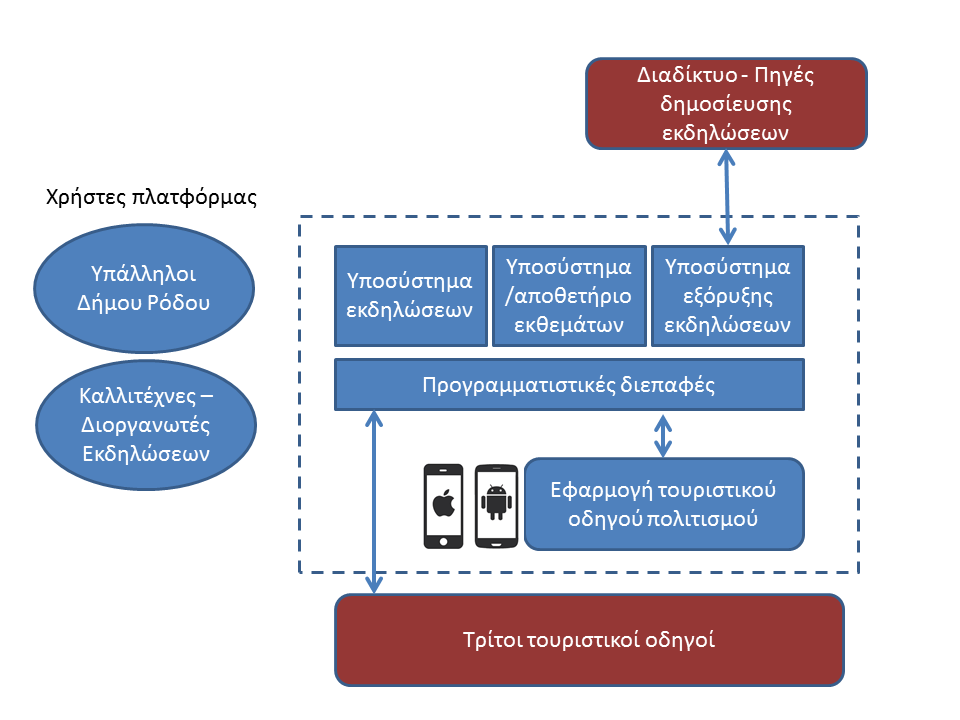 Διαδίκτυο - Πηγές
δημοσίευσης
εκδηλώσεων
Χρήστες πλατφόρμας
Υπάλληλοι
Δήμου Ρόδου
Καλλιτέχνες –
Διοργανωτές
Εκδηλώσεων
Υποσύστημα
εκδηλώσεων
Υποσύστημα
/αποθετήριο
εκθεμάτων
Υποσύστημα
εξόρυξης
εκδηλώσεων
Προγραμματιστικές διεπαφές
Εφαρμογή τουριστικού
οδηγού πολιτισμού
Τρίτοι τουριστικοί οδηγοί